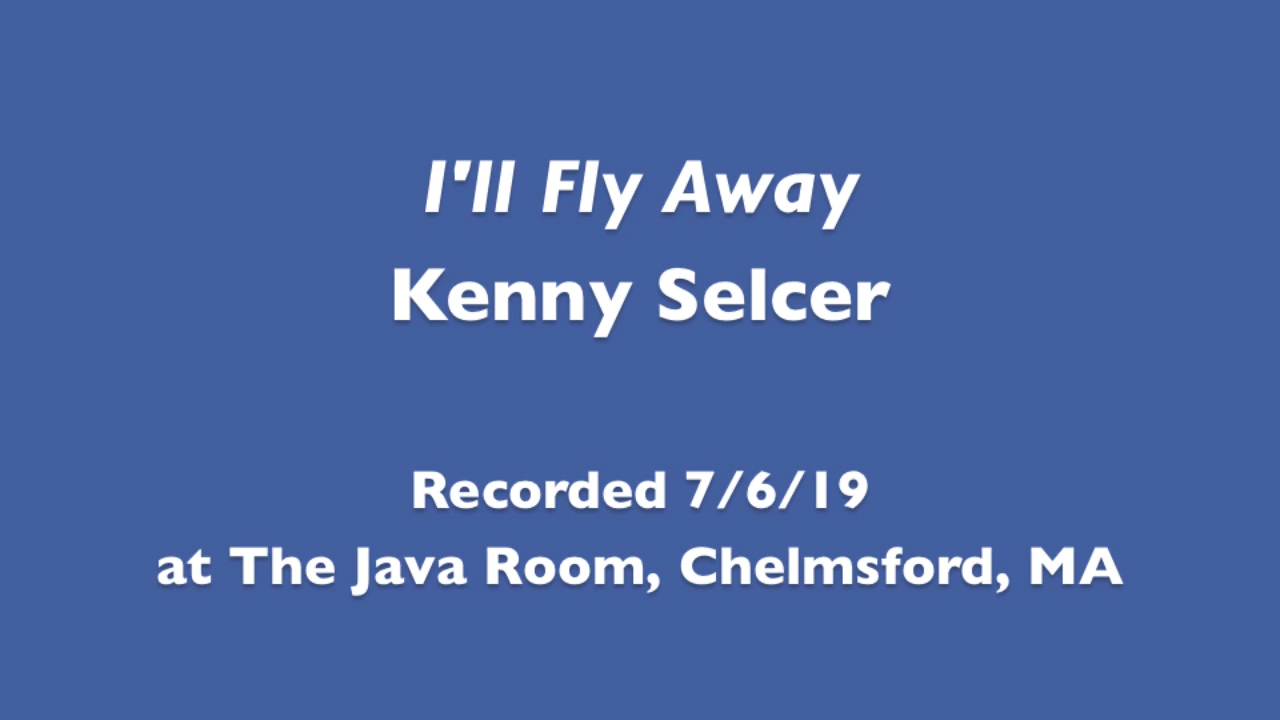 I'll Fly Away
Kenny Selcer
Recorded 7/6/19
at The Java Room, Chelmsford, MA